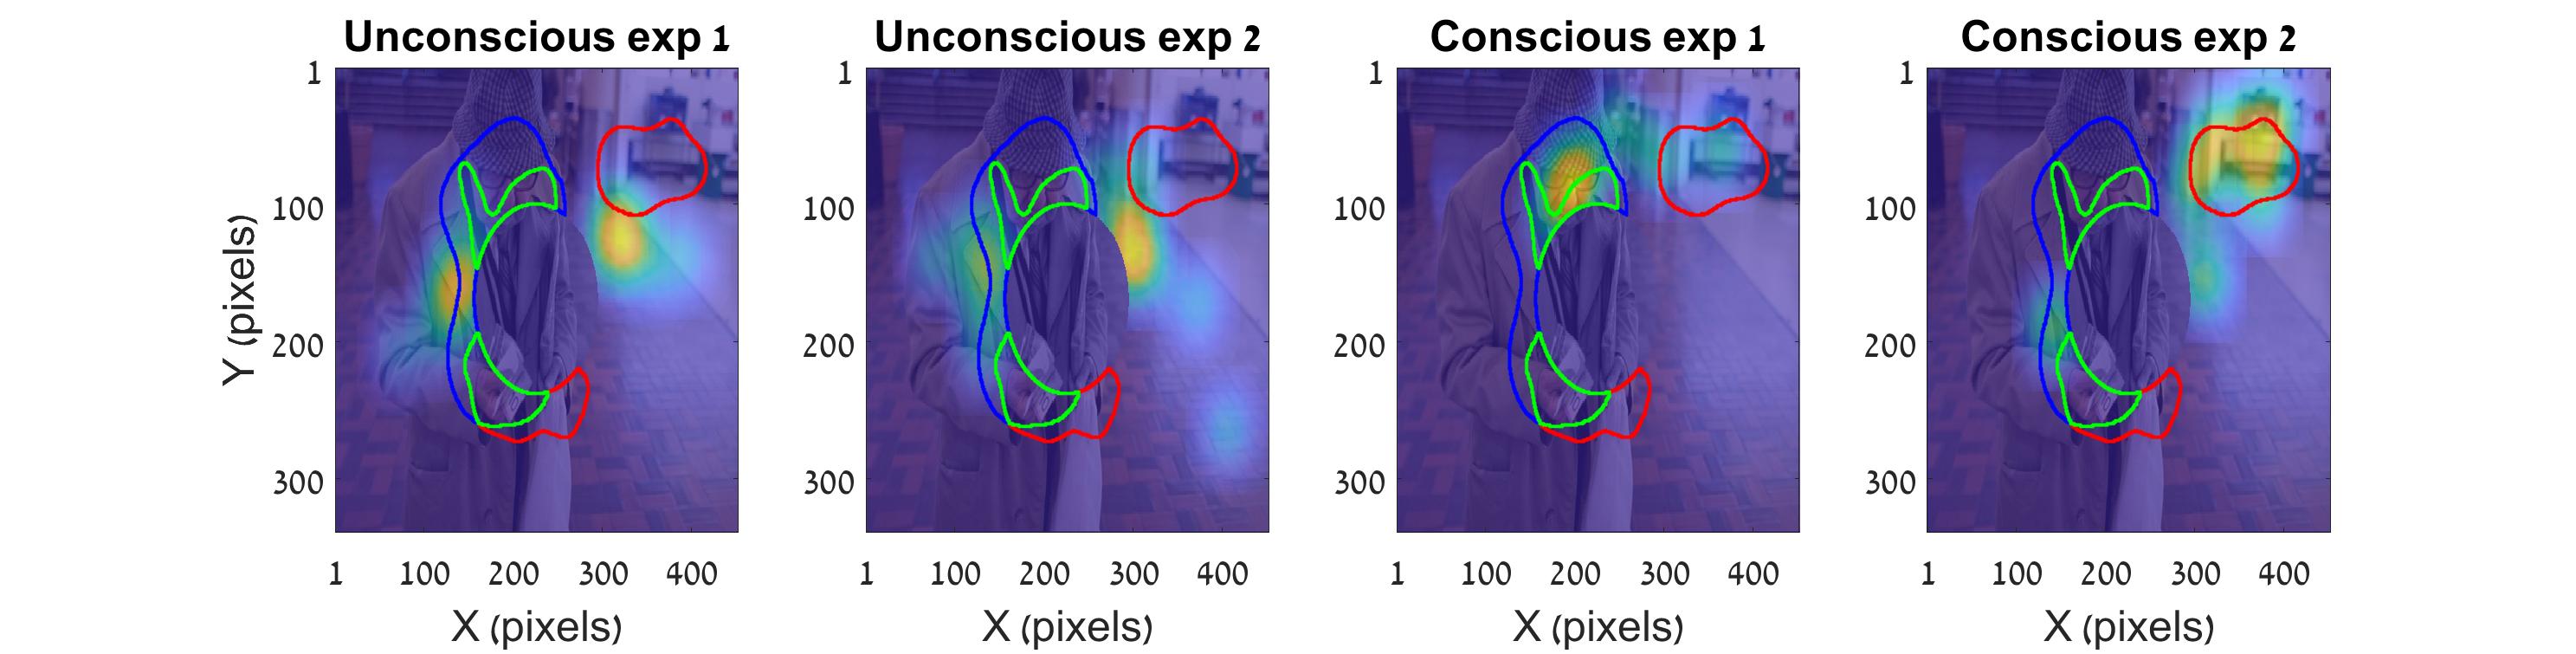 Unconscious exp 1 Unconscious exp 2 Conscious exp 1 Conscious exp 2
1 1 1 1
100 100 100 100
200 200 200 200
300 300 300 300
Y (pixels)
1 100 200 300 400 1 100 200 300 400 1 100 200 300 400 1 100 200 300 400
X (pixels) X (pixels) X (pixels) X (pixels)